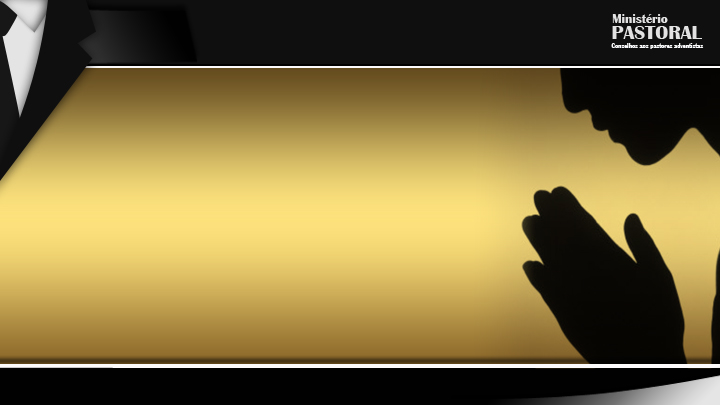 Ministério
PASTORAL
Conselhos aos pastores adventistas